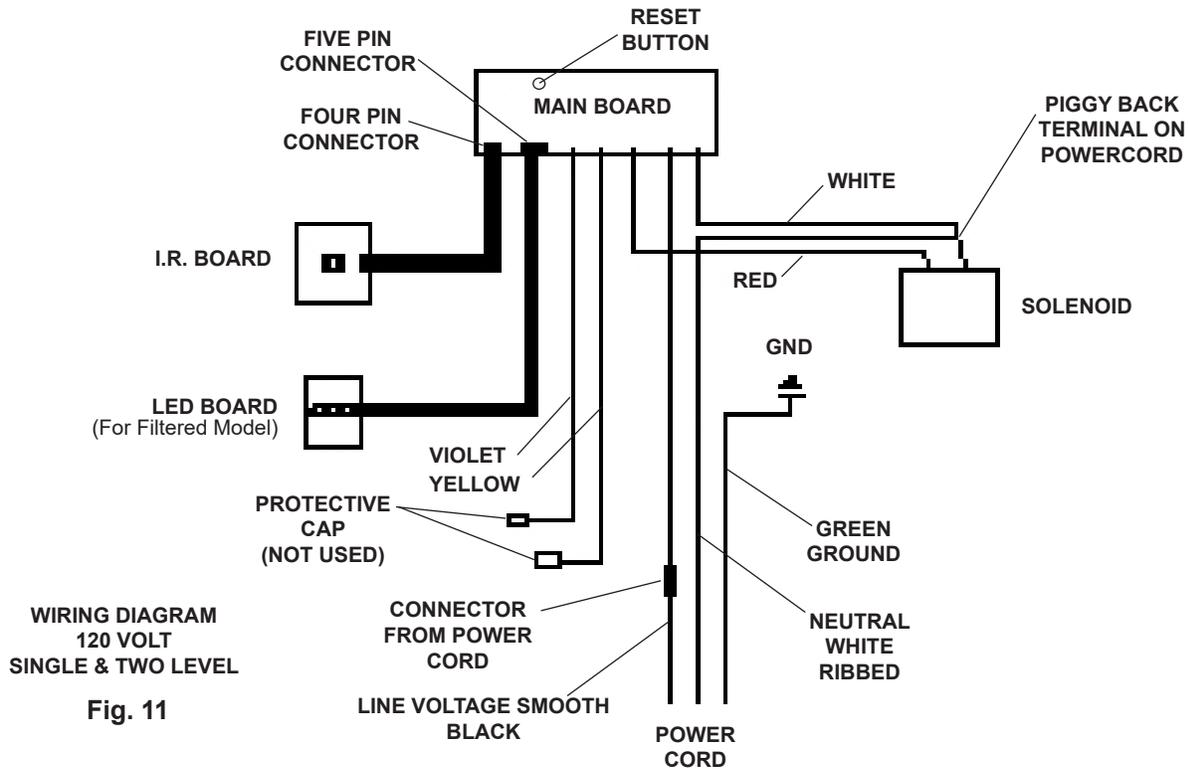 RESET
BUTTON
FIVE PIN
CONNECTOR
MAIN BOARD
FOUR PIN
CONNECTOR
PIGGY BACK
TERMINAL ON
POWERCORD
WHITE
I.R. BOARD
RED
SOLENOID
GND
LED BOARD
(For Filtered Model)
VIOLET
YELLOW
PROTECTIVE
CAP
(NOT USED)
GREEN
GROUND
CONNECTOR
FROM POWER
CORD
NEUTRAL
WHITE
RIBBED
WIRING DIAGRAM
120 VOLT
SINGLE & TWO LEVEL
Fig. 11
LINE VOLTAGE SMOOTH
BLACK
POWER
CORD